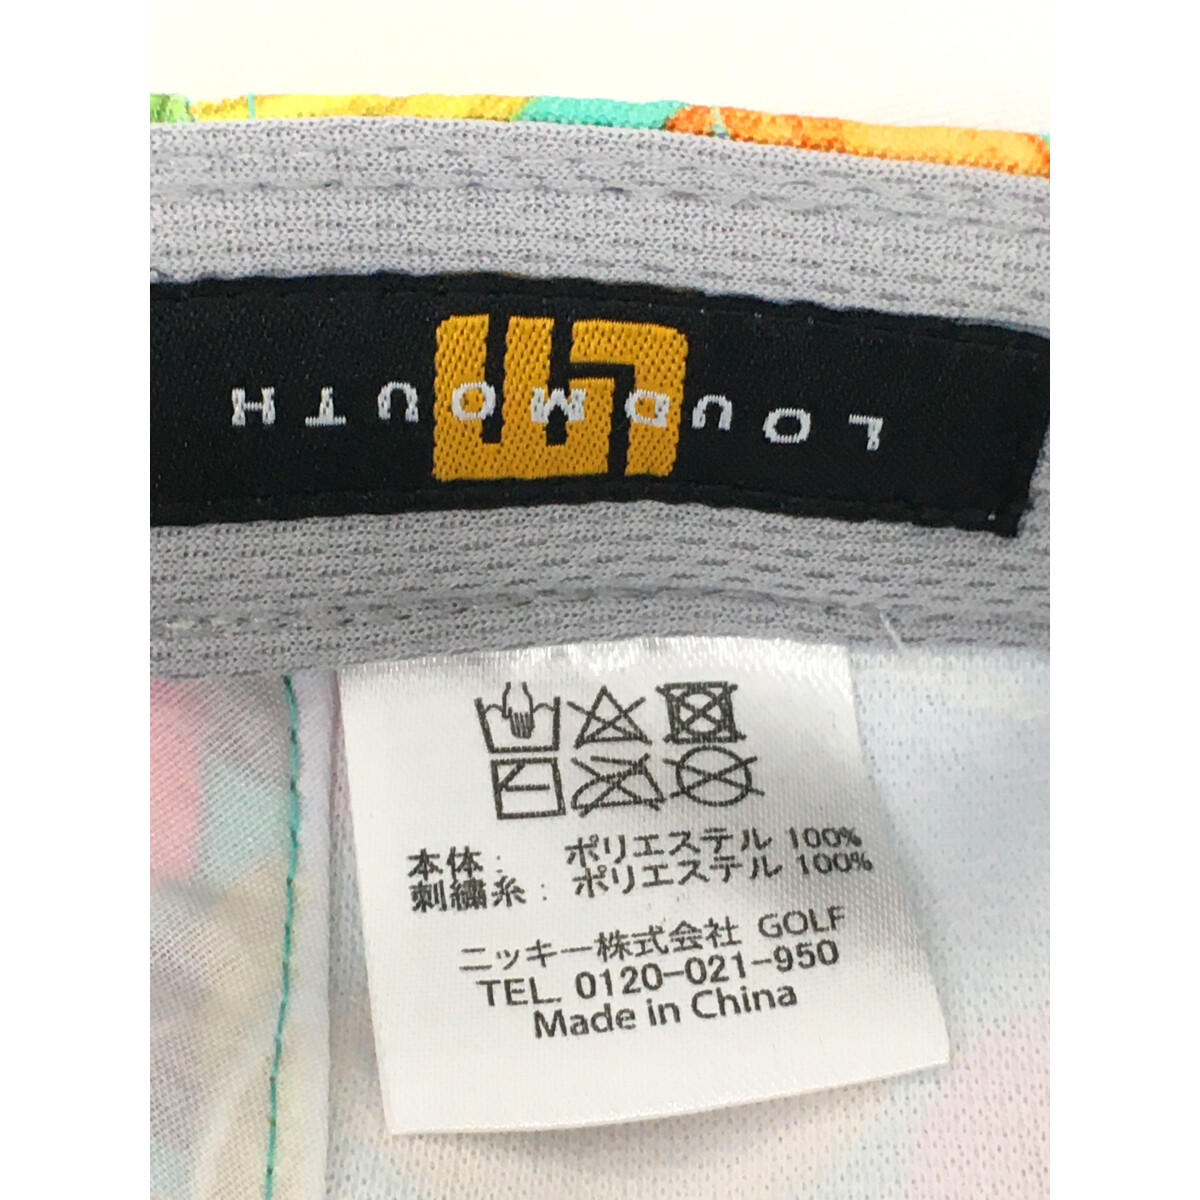 LOUDMOUTH
本体： ポリエステル 100%
刺繍糸： ポリエステル 100%
ニッキー株式会社 GOLF
TEL. 0120-021-950
Made in China